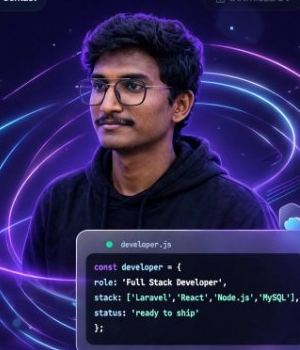 developer.js
const developer = {
role: 'Full Stack Developer',
stack: ['Laravel','React','Node.js','MySQL'],
status: 'ready to ship'
};